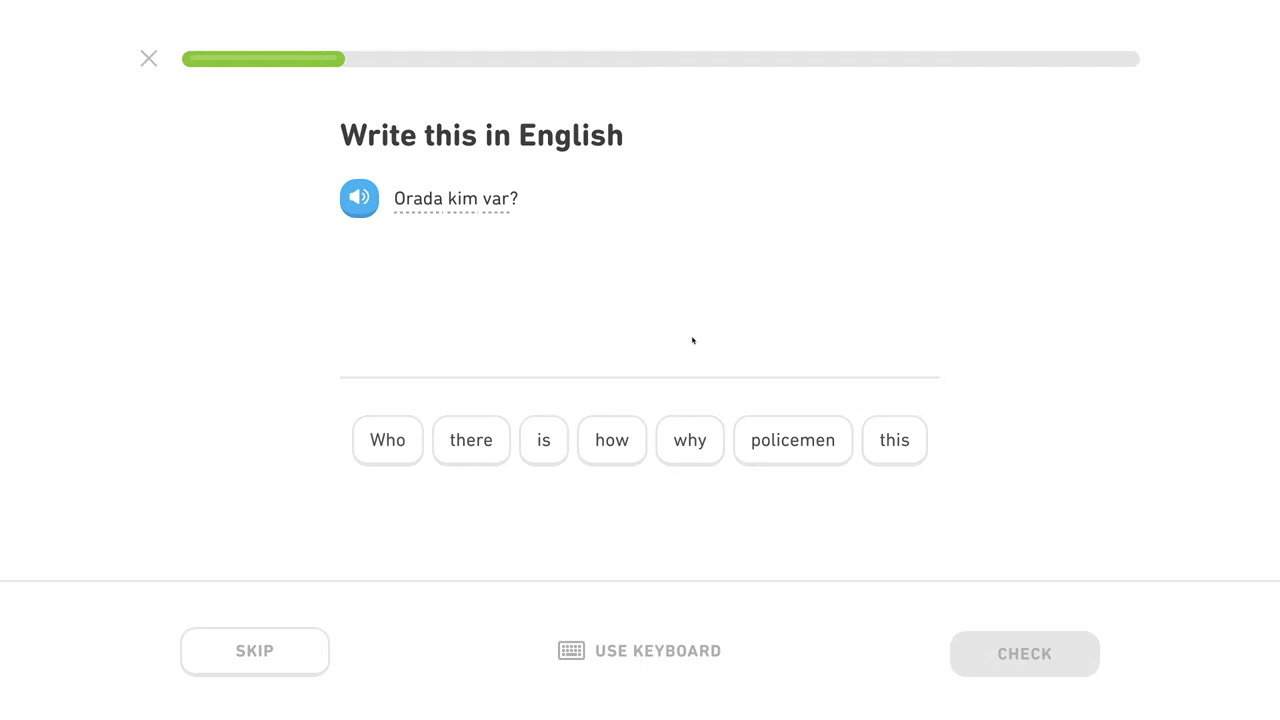 Write this in English
Orada kim var?
Who there is how why policemen this
SKIP USE KEYBOARD CHECK